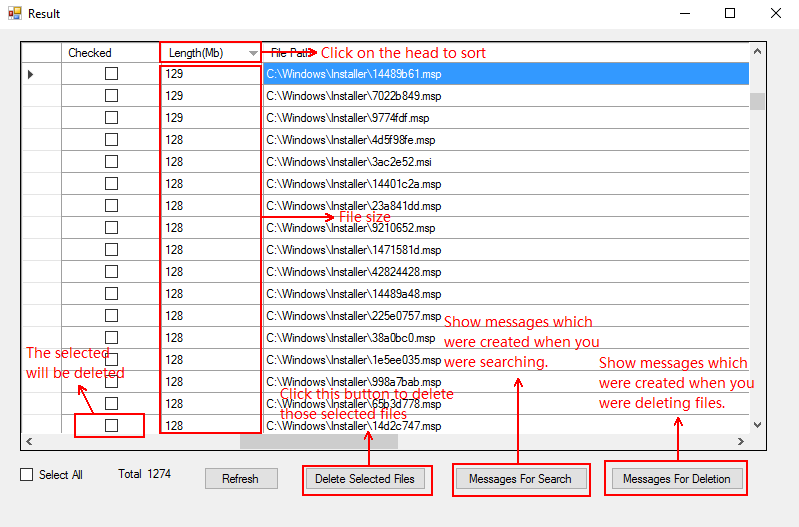 Result
Checked Length(Mb) File Path Click on the head to sort
129 C:\Windows\Installer\14489b61.msp
129 C:\Windows\Installer\7022b849.msp
129 C:\Windows\Installer\9774fdf.msp
128 C:\Windows\Installer\4d5f98fe.msp
128 C:\Windows\Installer\3ac2e52.msi
128 C:\Windows\Installer\14401c2a.msp
128 C:\Windows\Installer\23a841dd.msp
File size
128 C:\Windows\Installer\9210652.msp
128 C:\Windows\Installer\1471581d.msp
128 C:\Windows\Installer\42824428.msp
128 C:\Windows\Installer\14489a48.msp
128 C:\Windows\Installer\225e0757.msp
128 C:\Windows\Installer\38a0bc0.msp
128 C:\Windows\Installer\1e5ee035.msp
128 C:\Windows\Installer\998a7bab.msp
128 C:\Windows\Installer\65b3d778.msp
128 C:\Windows\Installer\14d2c747.msp
Show messages which
were created when you
were searching.
The selected
will be deleted
Show messages which
were created when you
were deleting files.
Click this button to delete
those selected files
Select All Total 1274 Refresh Delete Selected Files Messages For Search Messages For Deletion